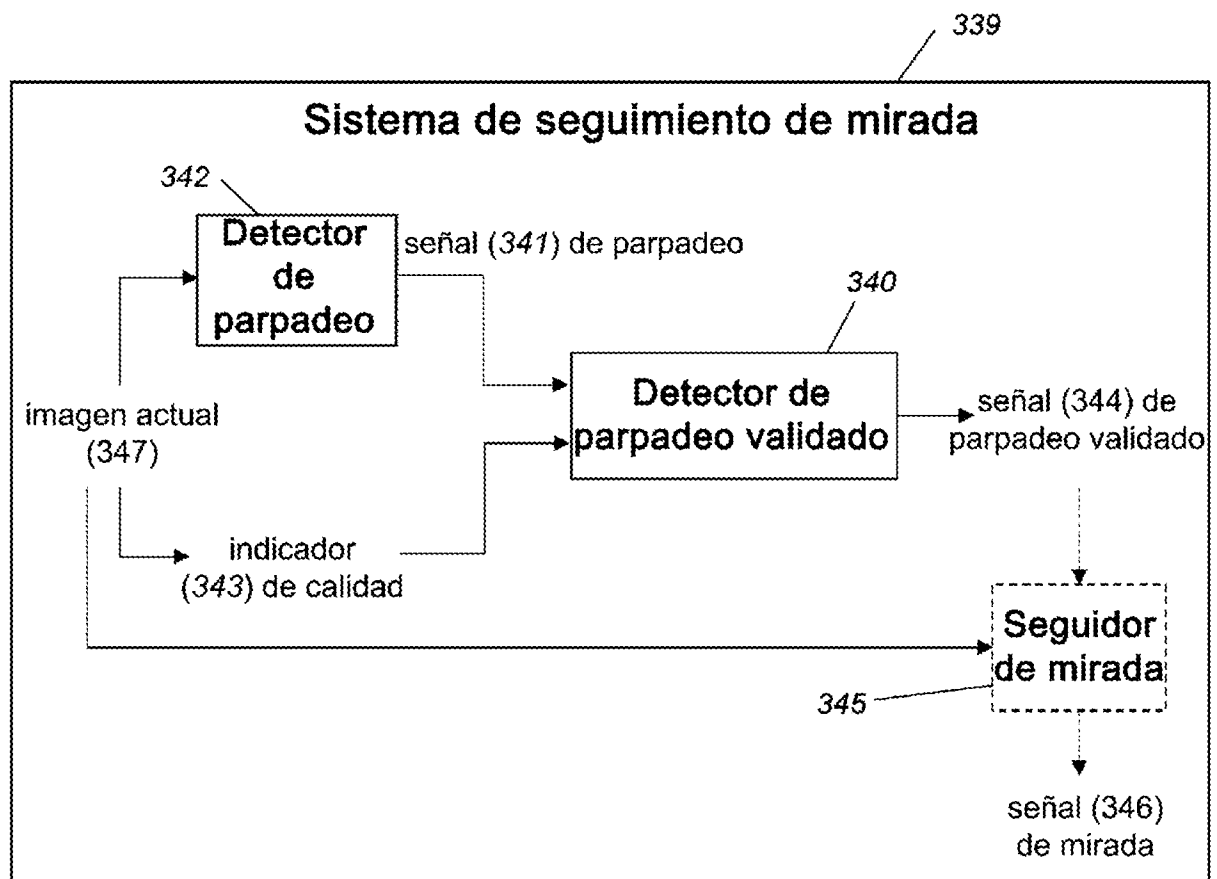 339
Sistema de seguimiento de mirada
342
Detector
de
parpadeo
señal (341) de parpadeo
340
Detector de
parpadeo validado
imagen actual
(347)
señal (344) de
parpadeo validado
indicador
(343) de calidad
Seguidor
de mirada
345
señal (346)
de mirada